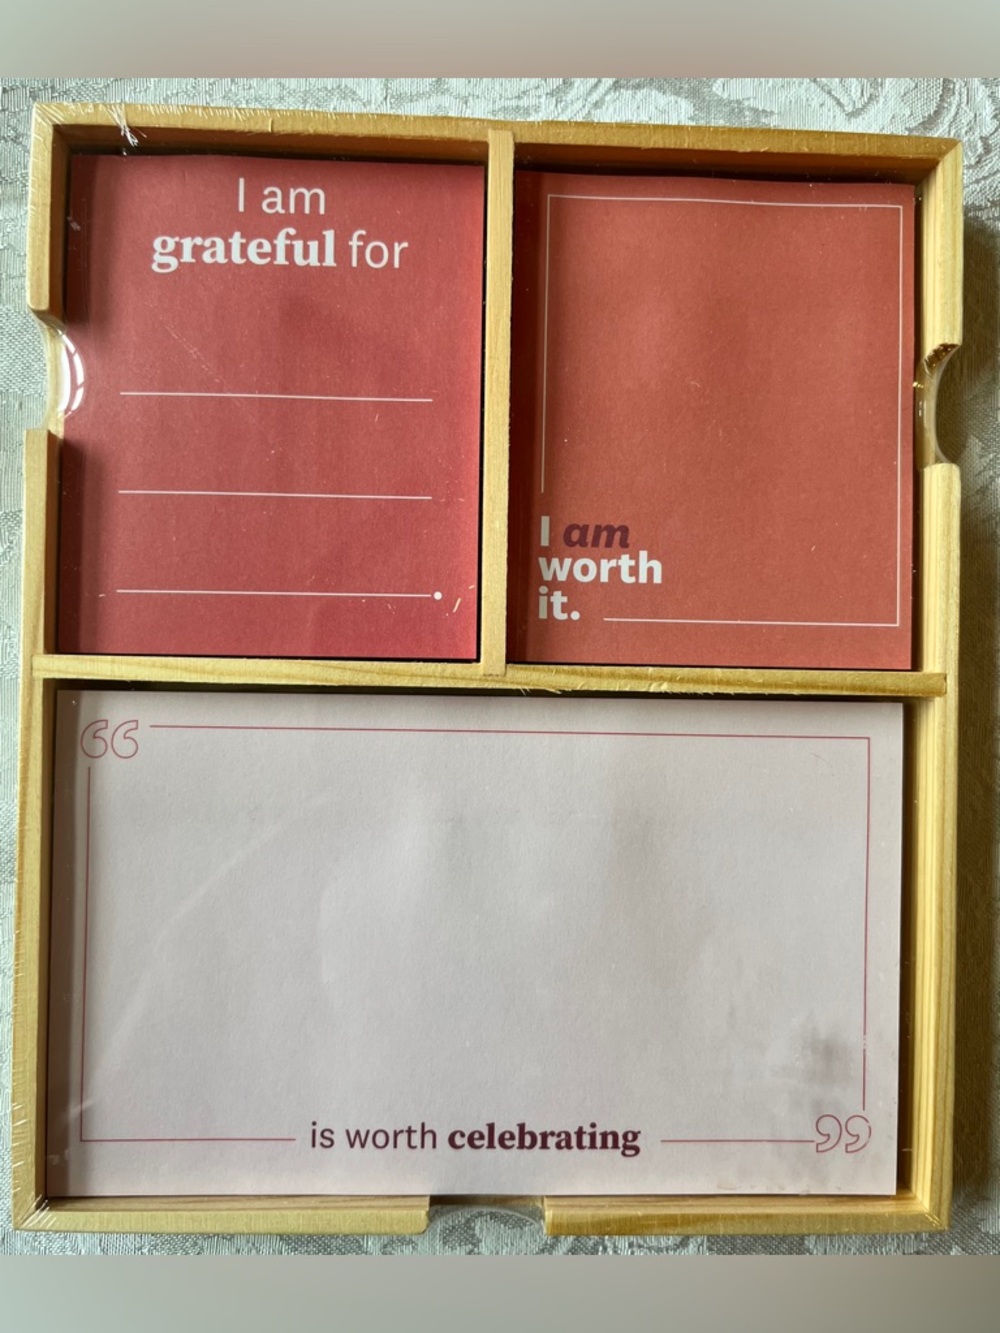 I am
grateful for
.
I am
worth
it.
“
is worth celebrating
”